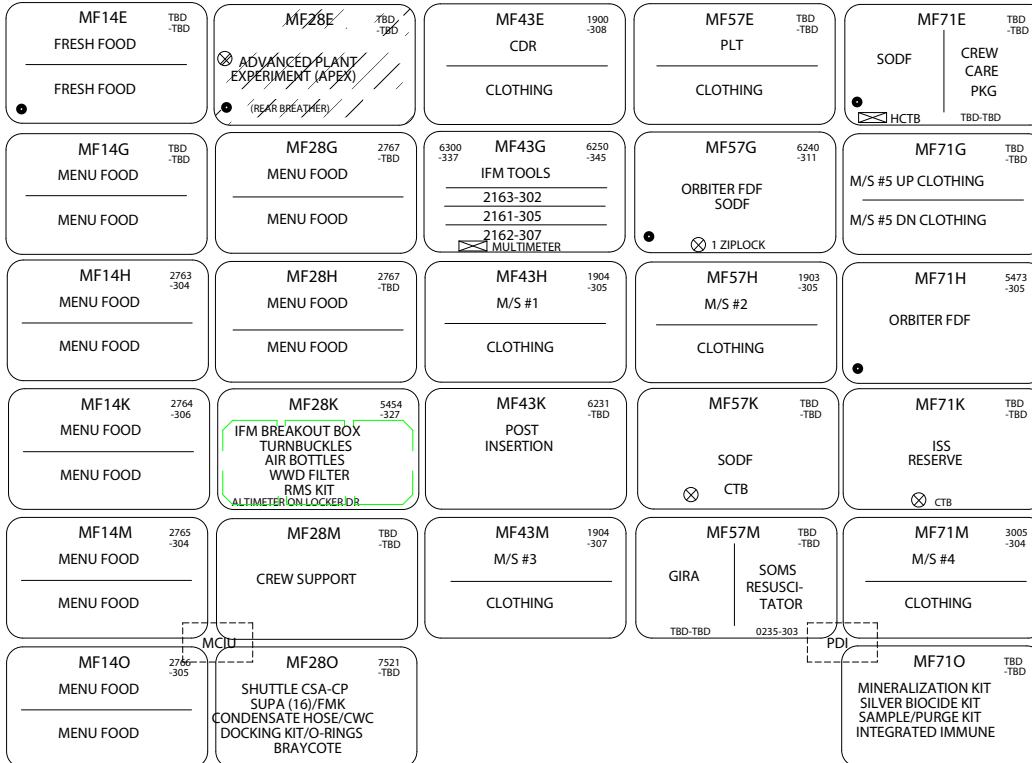 MF14E TBD
-TBD
FRESH FOOD
FRESH FOOD
MF28E TBD
-TBD
ADVANCED PLANT
EXPERIMENT (APEX)
(REAR BREATHER)
MF43E 1900
-308
CDR
CLOTHING
MF57E TBD
-TBD
PLT
CLOTHING
MF71E TBD
-TBD
SODF
CREW
CARE
PKG
HCTB TBD-TBD
MF14G TBD
-TBD
MENU FOOD
MENU FOOD
MF28G 2767
-TBD
MENU FOOD
MENU FOOD
6300 MF43G 6250
-337 -345
IFM TOOLS
2163-302
2161-305
2162-307
MULTIMETER
MF57G 6240
-311
ORBITER FDF
SODF
1 ZIPLOCK
MF71G TBD
-TBD
M/S #5 UP CLOTHING
M/S #5 DN CLOTHING
MF14H 2763
-304
MENU FOOD
MENU FOOD
MF28H 2767
-TBD
MENU FOOD
MENU FOOD
MF43H 1904
-305
M/S #1
CLOTHING
MF57H 1903
-305
M/S #2
CLOTHING
MF71H 5473
-305
ORBITER FDF
MF14K 2764
-306
MENU FOOD
MENU FOOD
MF28K 5454
-327
IFM BREAKOUT BOX
TURNBUCKLES
AIR BOTTLES
WWD FILTER
RMS KIT
ALTIMETER ON LOCKER DR
MF43K 6231
-TBD
POST
INSERTION
MF57K TBD
-TBD
SODF
CTB
MF71K TBD
-TBD
ISS
RESERVE
CTB
MF14M 2765
-304
MENU FOOD
MENU FOOD
MF28M TBD
-TBD
CREW SUPPORT
MF43M 1904
-307
M/S #3
CLOTHING
MF57M TBD
-TBD
GIRA
SOMS
RESUSCI-
TATOR
TBD-TBD 0235-303
MF71M 3005
-304
M/S #4
CLOTHING
MCIU
PDI
MF14O 2766
-305
MENU FOOD
MENU FOOD
MF28O 7521
-TBD
SHUTTLE CSA-CP
SUPA (16)/FMK
CONDENSATE HOSE/CWC
DOCKING KIT/O-RINGS
BRAYCOTE
MF71O TBD
-TBD
MINERALIZATION KIT
SILVER BIOCIDE KIT
SAMPLE/PURGE KIT
INTEGRATED IMMUNE